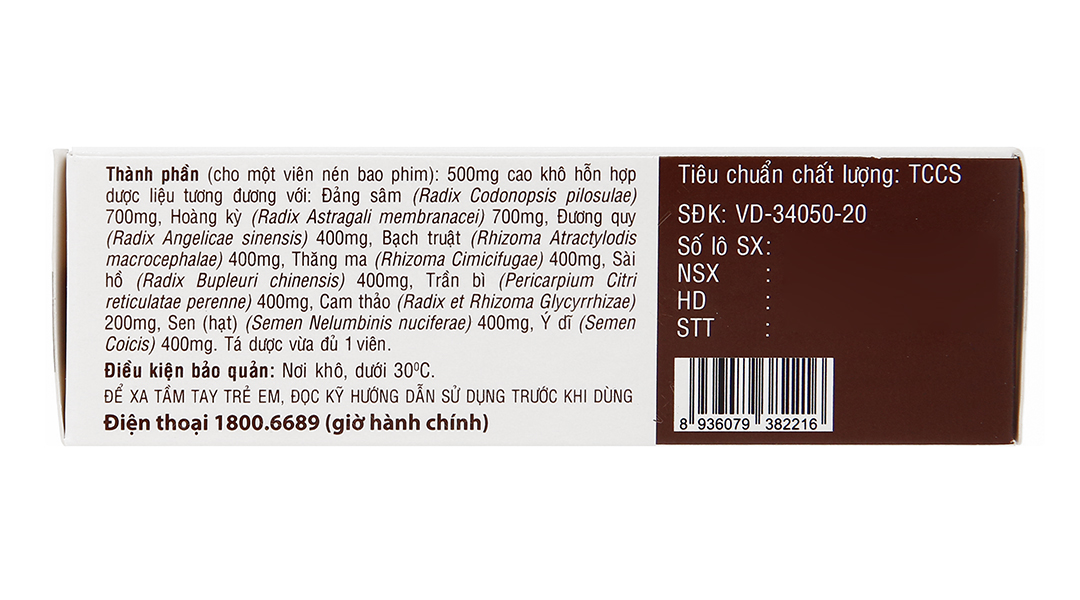 Thành phần (cho một viên nén bao phim): 500mg cao khô hỗn hợp
dược liệu tương đương với: Đảng sâm (Radix Codonopsis pilosulae)
700mg, Hoàng kỳ (Radix Astragali membranacei) 700mg, Đương quy
(Radix Angelicae sinensis) 400mg, Bạch truật (Rhizoma Atractylodis
macrocephalae) 400mg, Thăng ma (Rhizoma Cimicifugae) 400mg, Sài
hồ (Radix Bupleuri chinensis) 400mg, Trần bì (Pericarpium Citri
reticulatae perenne) 400mg, Cam thảo (Radix et Rhizoma Glycyrrhizae)
200mg, Sen (hạt) (Semen Nelumbinis nuciferae) 400mg, Ý dĩ (Semen
Coicis) 400mg. Tá dược vừa đủ 1 viên.
Điều kiện bảo quản: Nơi khô, dưới 30⁰C.
ĐỂ XA TẦM TAY TRẺ EM, ĐỌC KỸ HƯỚNG DẪN SỬ DỤNG TRƯỚC KHI DÙNG
Điện thoại 1800.6689 (giờ hành chính)
Tiêu chuẩn chất lượng: TCCS
SĐK: VD-34050-20
Số lô SX:
NSX :
HD :
STT :
8 936079 382216